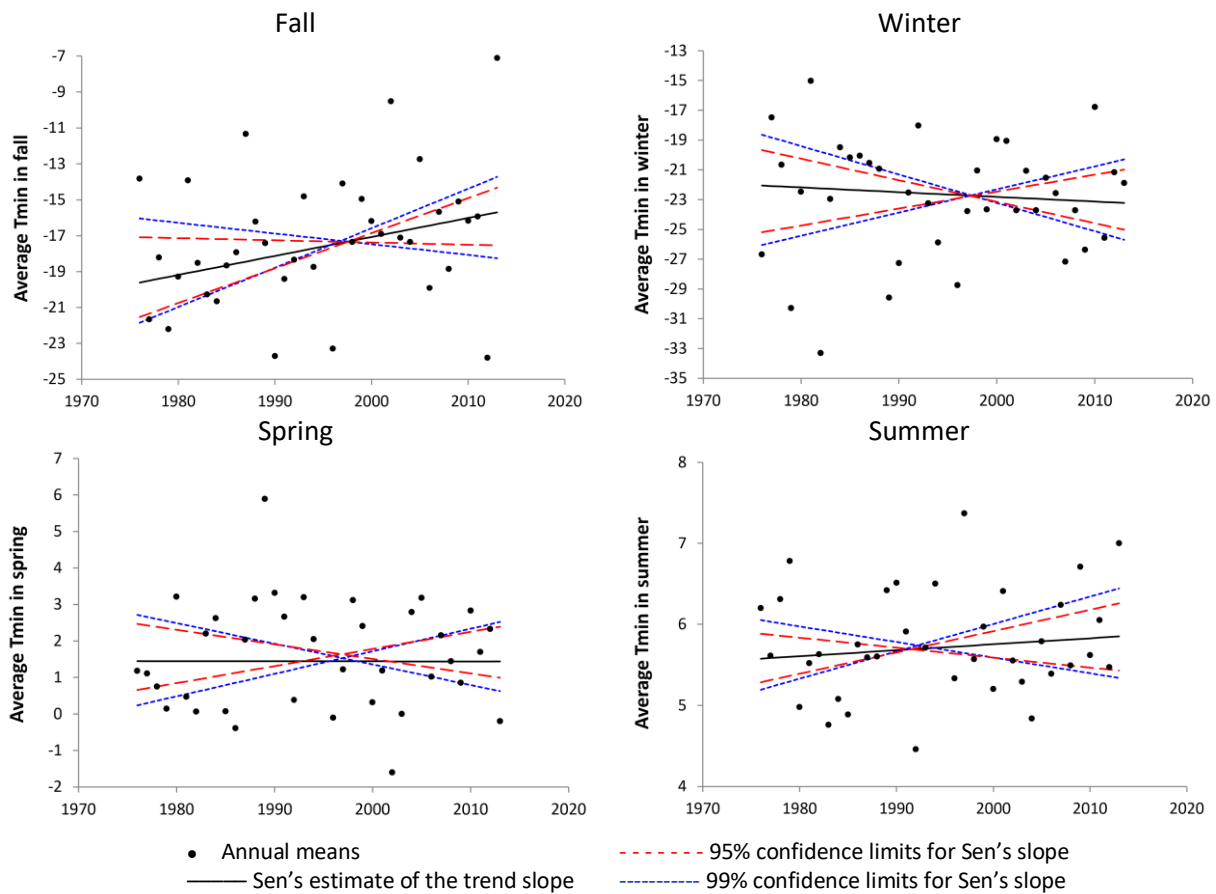 Fall
Average Tmin in fall
-7
-9
-11
-13
-15
-17
-19
-21
-23
-25
1970 1980 1990 2000 2010 2020
Winter
Average Tmin in winter
-13
-15
-17
-19
-21
-23
-25
-27
-29
-31
-33
-35
1970 1980 1990 2000 2010 2020
Spring
Average Tmin in spring
7
6
5
4
3
2
1
0
-1
-2
1970 1980 1990 2000 2010 2020
Summer
Average Tmin in summer
8
7
6
5
4
1970 1980 1990 2000 2010 2020
Annual means
95% confidence limits for Sen’s slope
Sen’s estimate of the trend slope
99% confidence limits for Sen’s slope